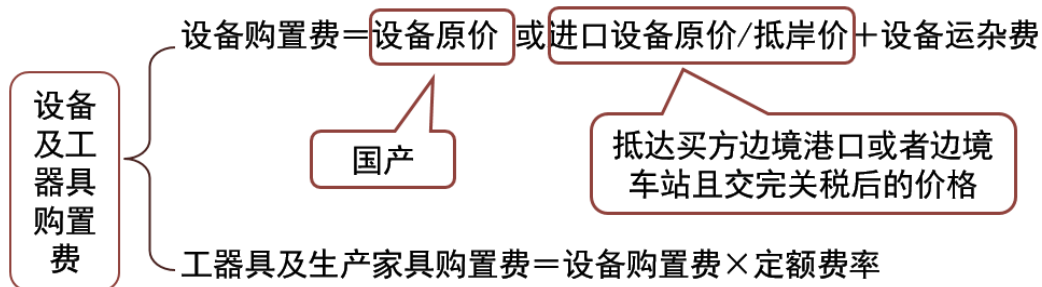 设备购置费＝设备原价 或进口设备原价/抵岸价＋设备运杂费
设备
及工
器具
购置
费
国产
抵达买方边境港口或者边境
车站且交完关税后的价格
工器具及生产家具购置费＝设备购置费×定额费率